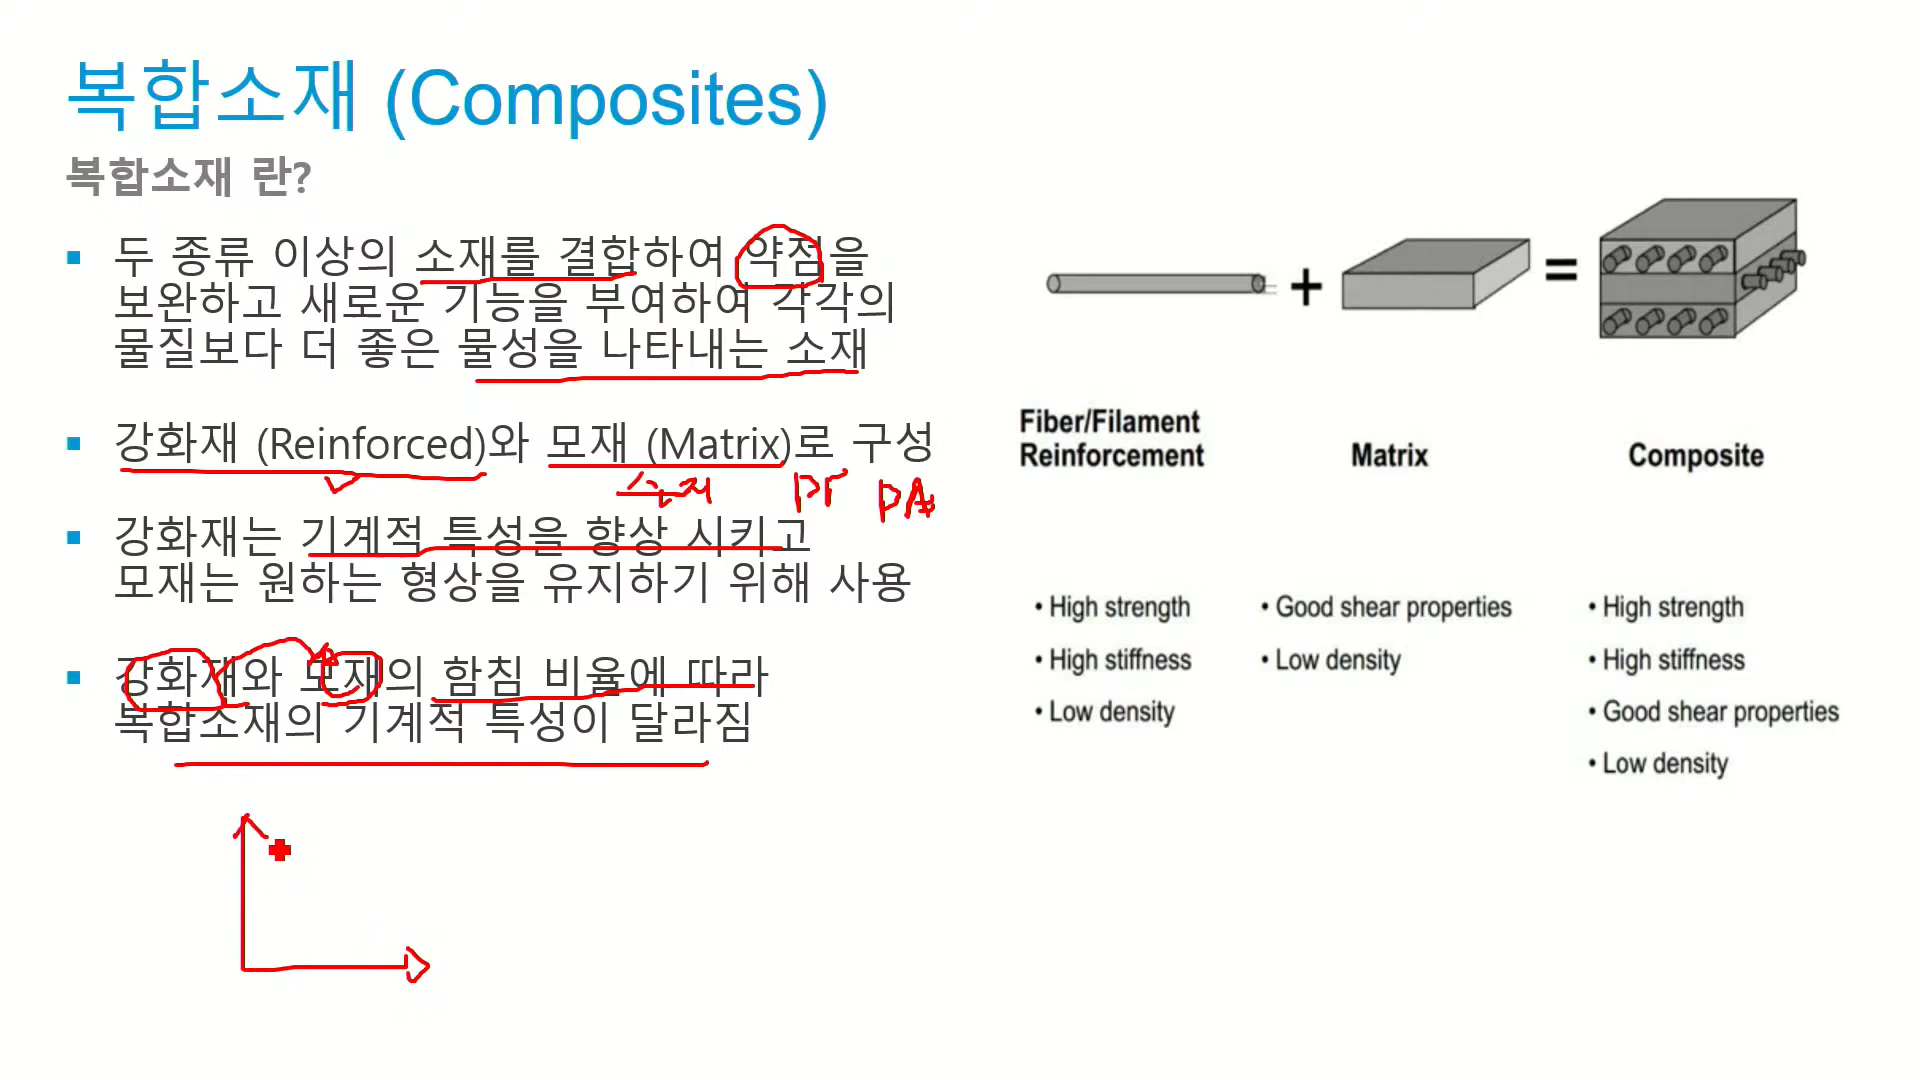 복합소재 (Composites)
복합소재 란?
두 종류 이상의 소재를 결합하여 약점을
보완하고 새로운 기능을 부여하여 각각의
물질보다 더 좋은 물성을 나타내는 소재
강화재 (Reinforced)와 모재 (Matrix)로 구성
강화재는 기계적 특성을 향상 시키고
모재는 원하는 형상을 유지하기 위해 사용
강화재와 모재의 함침 비율에 따라
복합소재의 기계적 특성이 달라짐
+ =
Fiber/Filament
Reinforcement
Matrix
Composite
• High strength
• High stiffness
• Low density
• Good shear properties
• Low density
• High strength
• High stiffness
• Good shear properties
• Low density